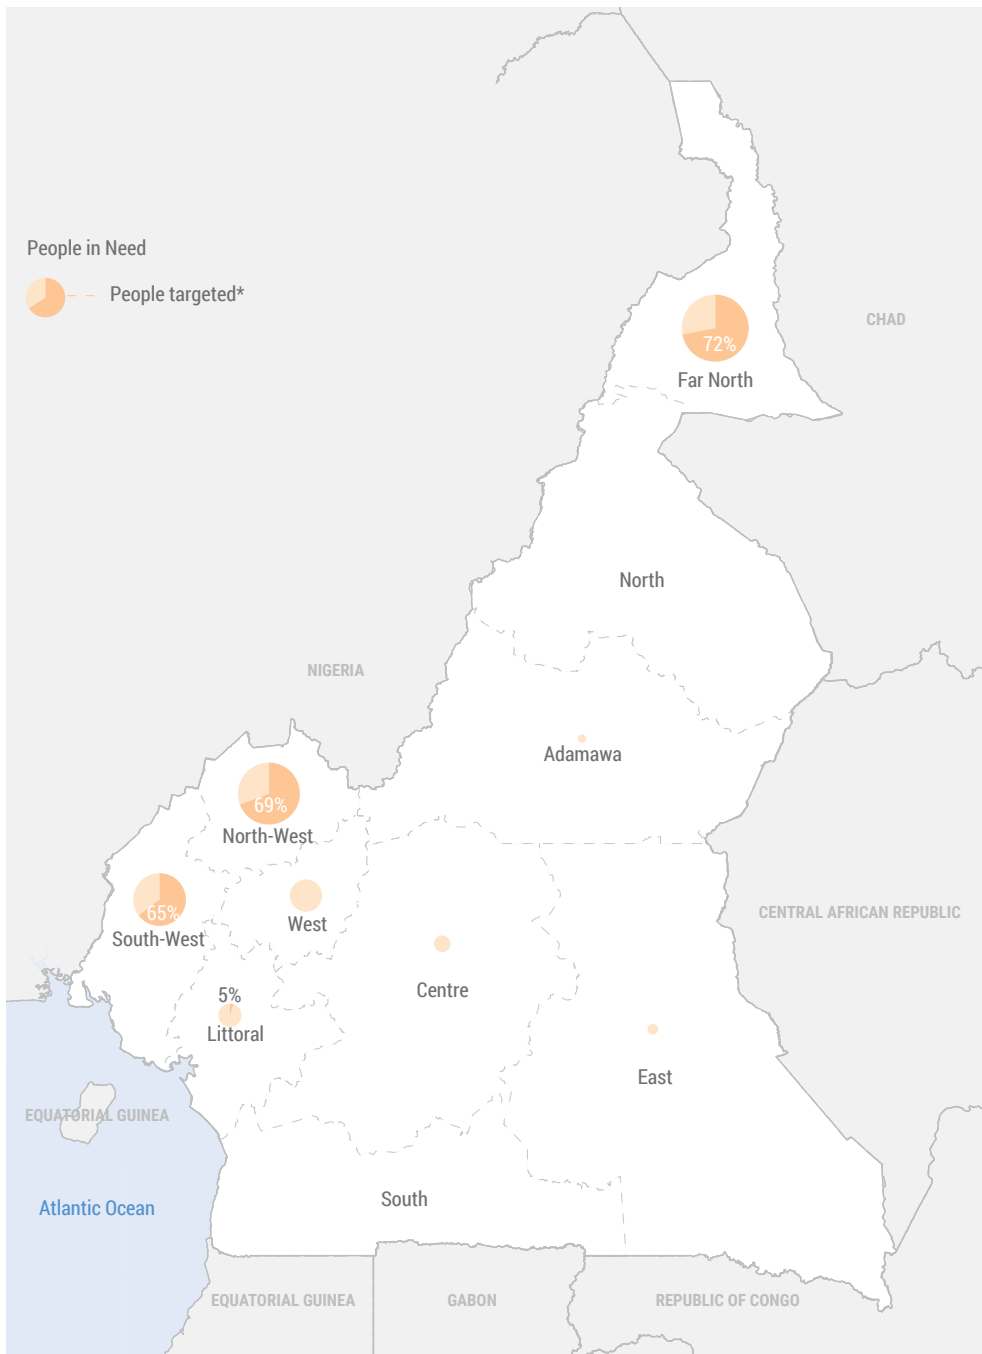 People in Need
People targeted*
CHAD
72%
Far North
North
NIGERIA
Adamawa
69%
North-West
65%
South-West
West
CENTRAL AFRICAN REPUBLIC
Centre
5%
Littoral
East
EQUATORIAL GUINEA
Atlantic Ocean
South
EQUATORIAL GUINEA
GABON
REPUBLIC OF CONGO